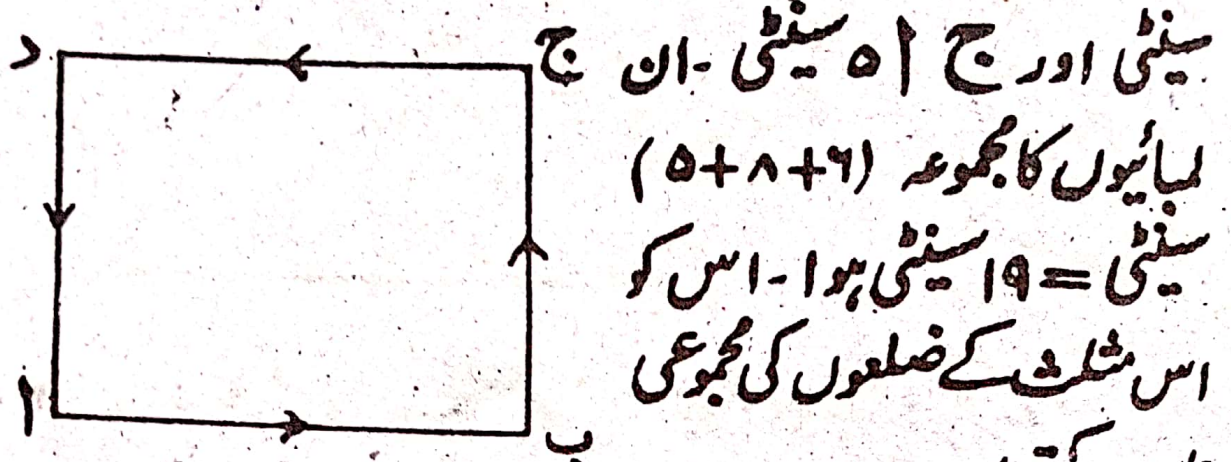 سینٹی اور ج ا ۵ سینٹی - ان
لمبائیوں کا مجموعہ (۶+۸+۵)
سینٹی = ۱۹ سینٹی ہوا - اس کو
اس مثلث کے ضلعوں کی مجموعی
د
ج
ا
ب